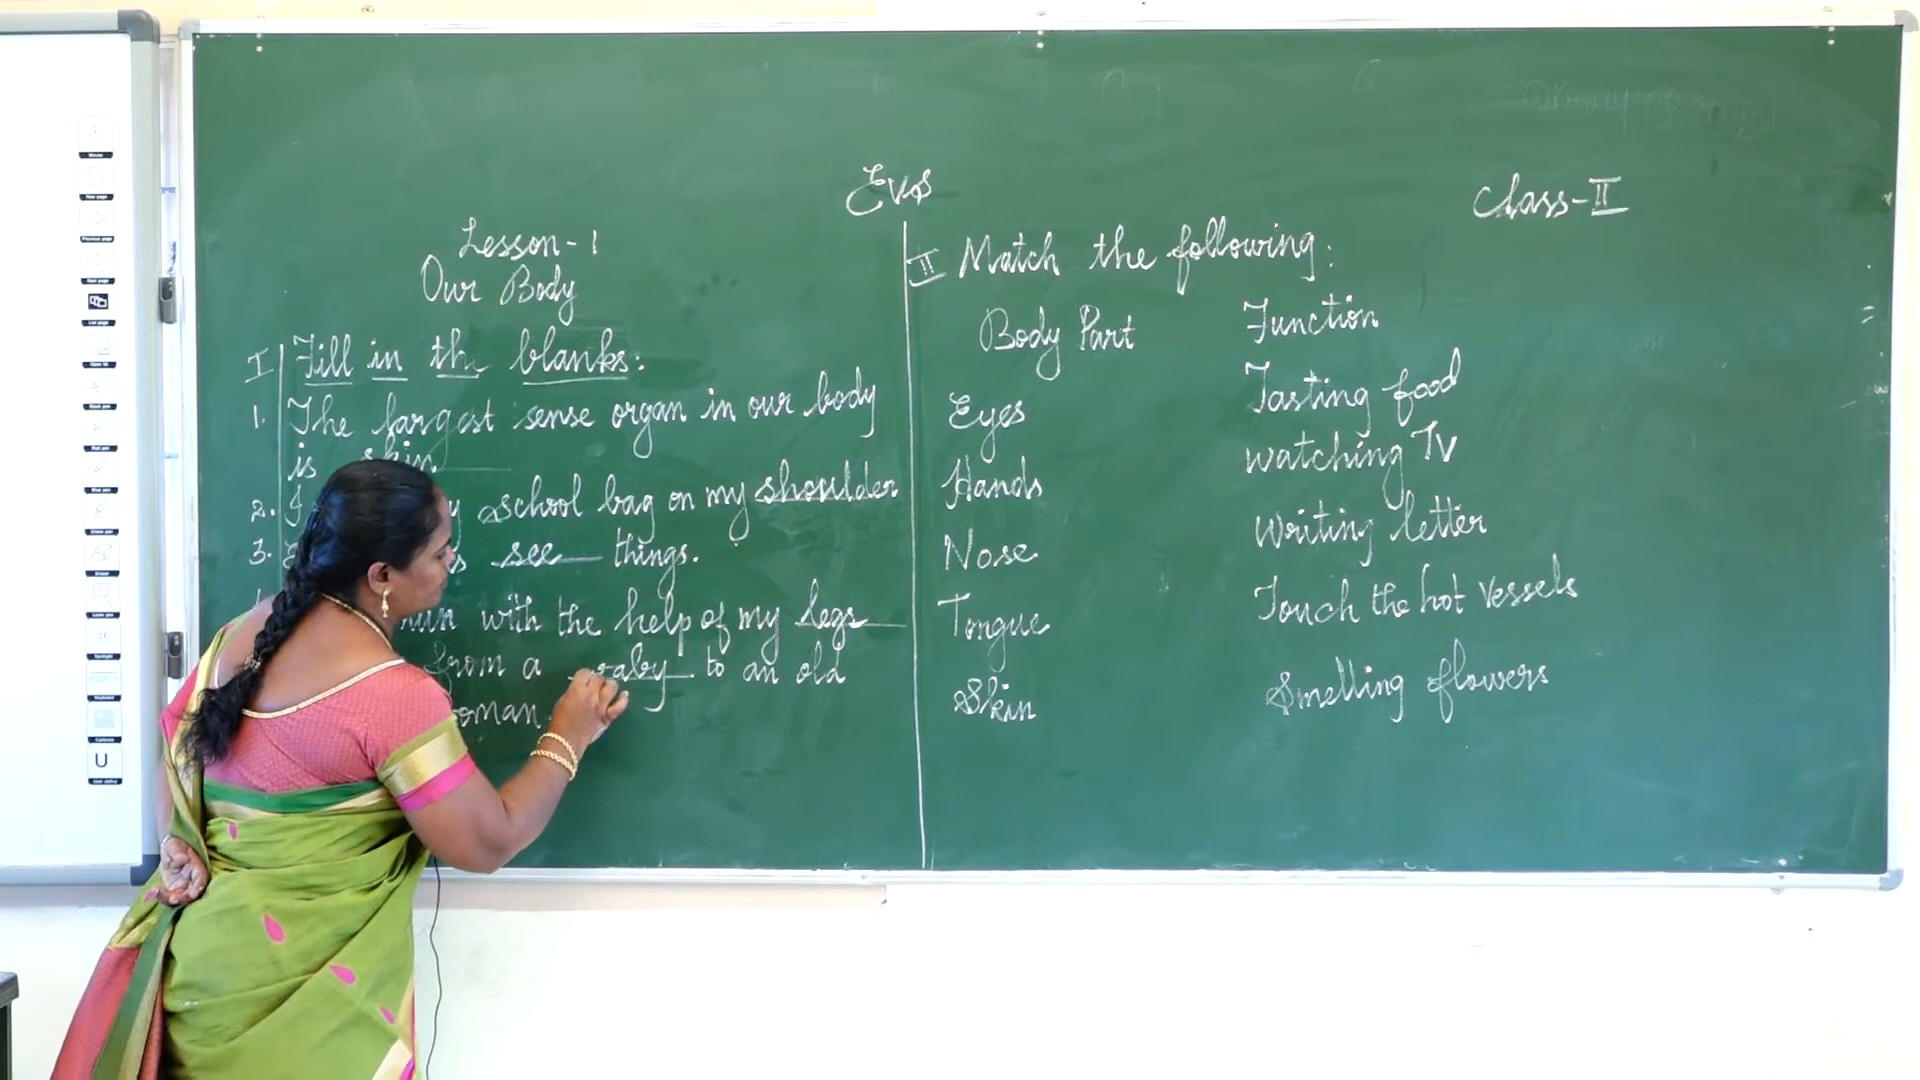 EVS
Class-II
Lesson-1
Our Body
I Fill in the blanks:
1. The largest sense organ in our body
is skin
2. I school bag on my shoulder
3. see things.
run with the help of my legs
from a baby to an old
woman.
II Match the following:
Body Part Function
Eyes Tasting food
Hands watching TV
Nose Writing letter
Tongue Touch the hot vessels
Skin Smelling flowers
U